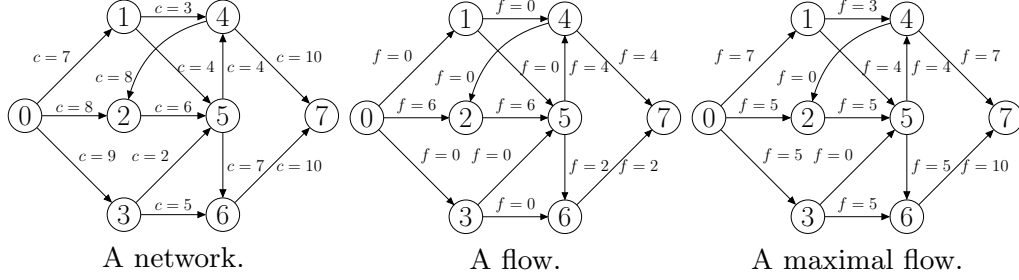 1 c = 3 4
c = 7 c = 10
c = 8 c = 4 c = 4
0 c = 8 2 c = 6 5 7
c = 9 c = 2 c = 7 c = 10
3 c = 5 6
A network.
1 f = 0 4
f = 0 f = 4
f = 0 f = 0 f = 4
0 f = 6 2 f = 6 5 7
f = 0 f = 0 f = 2 f = 2
3 f = 0 6
A flow.
1 f = 3 4
f = 7 f = 7
f = 0 f = 4 f = 4
0 f = 5 2 f = 5 5 7
f = 5 f = 0 f = 5 f = 10
3 f = 5 6
A maximal flow.